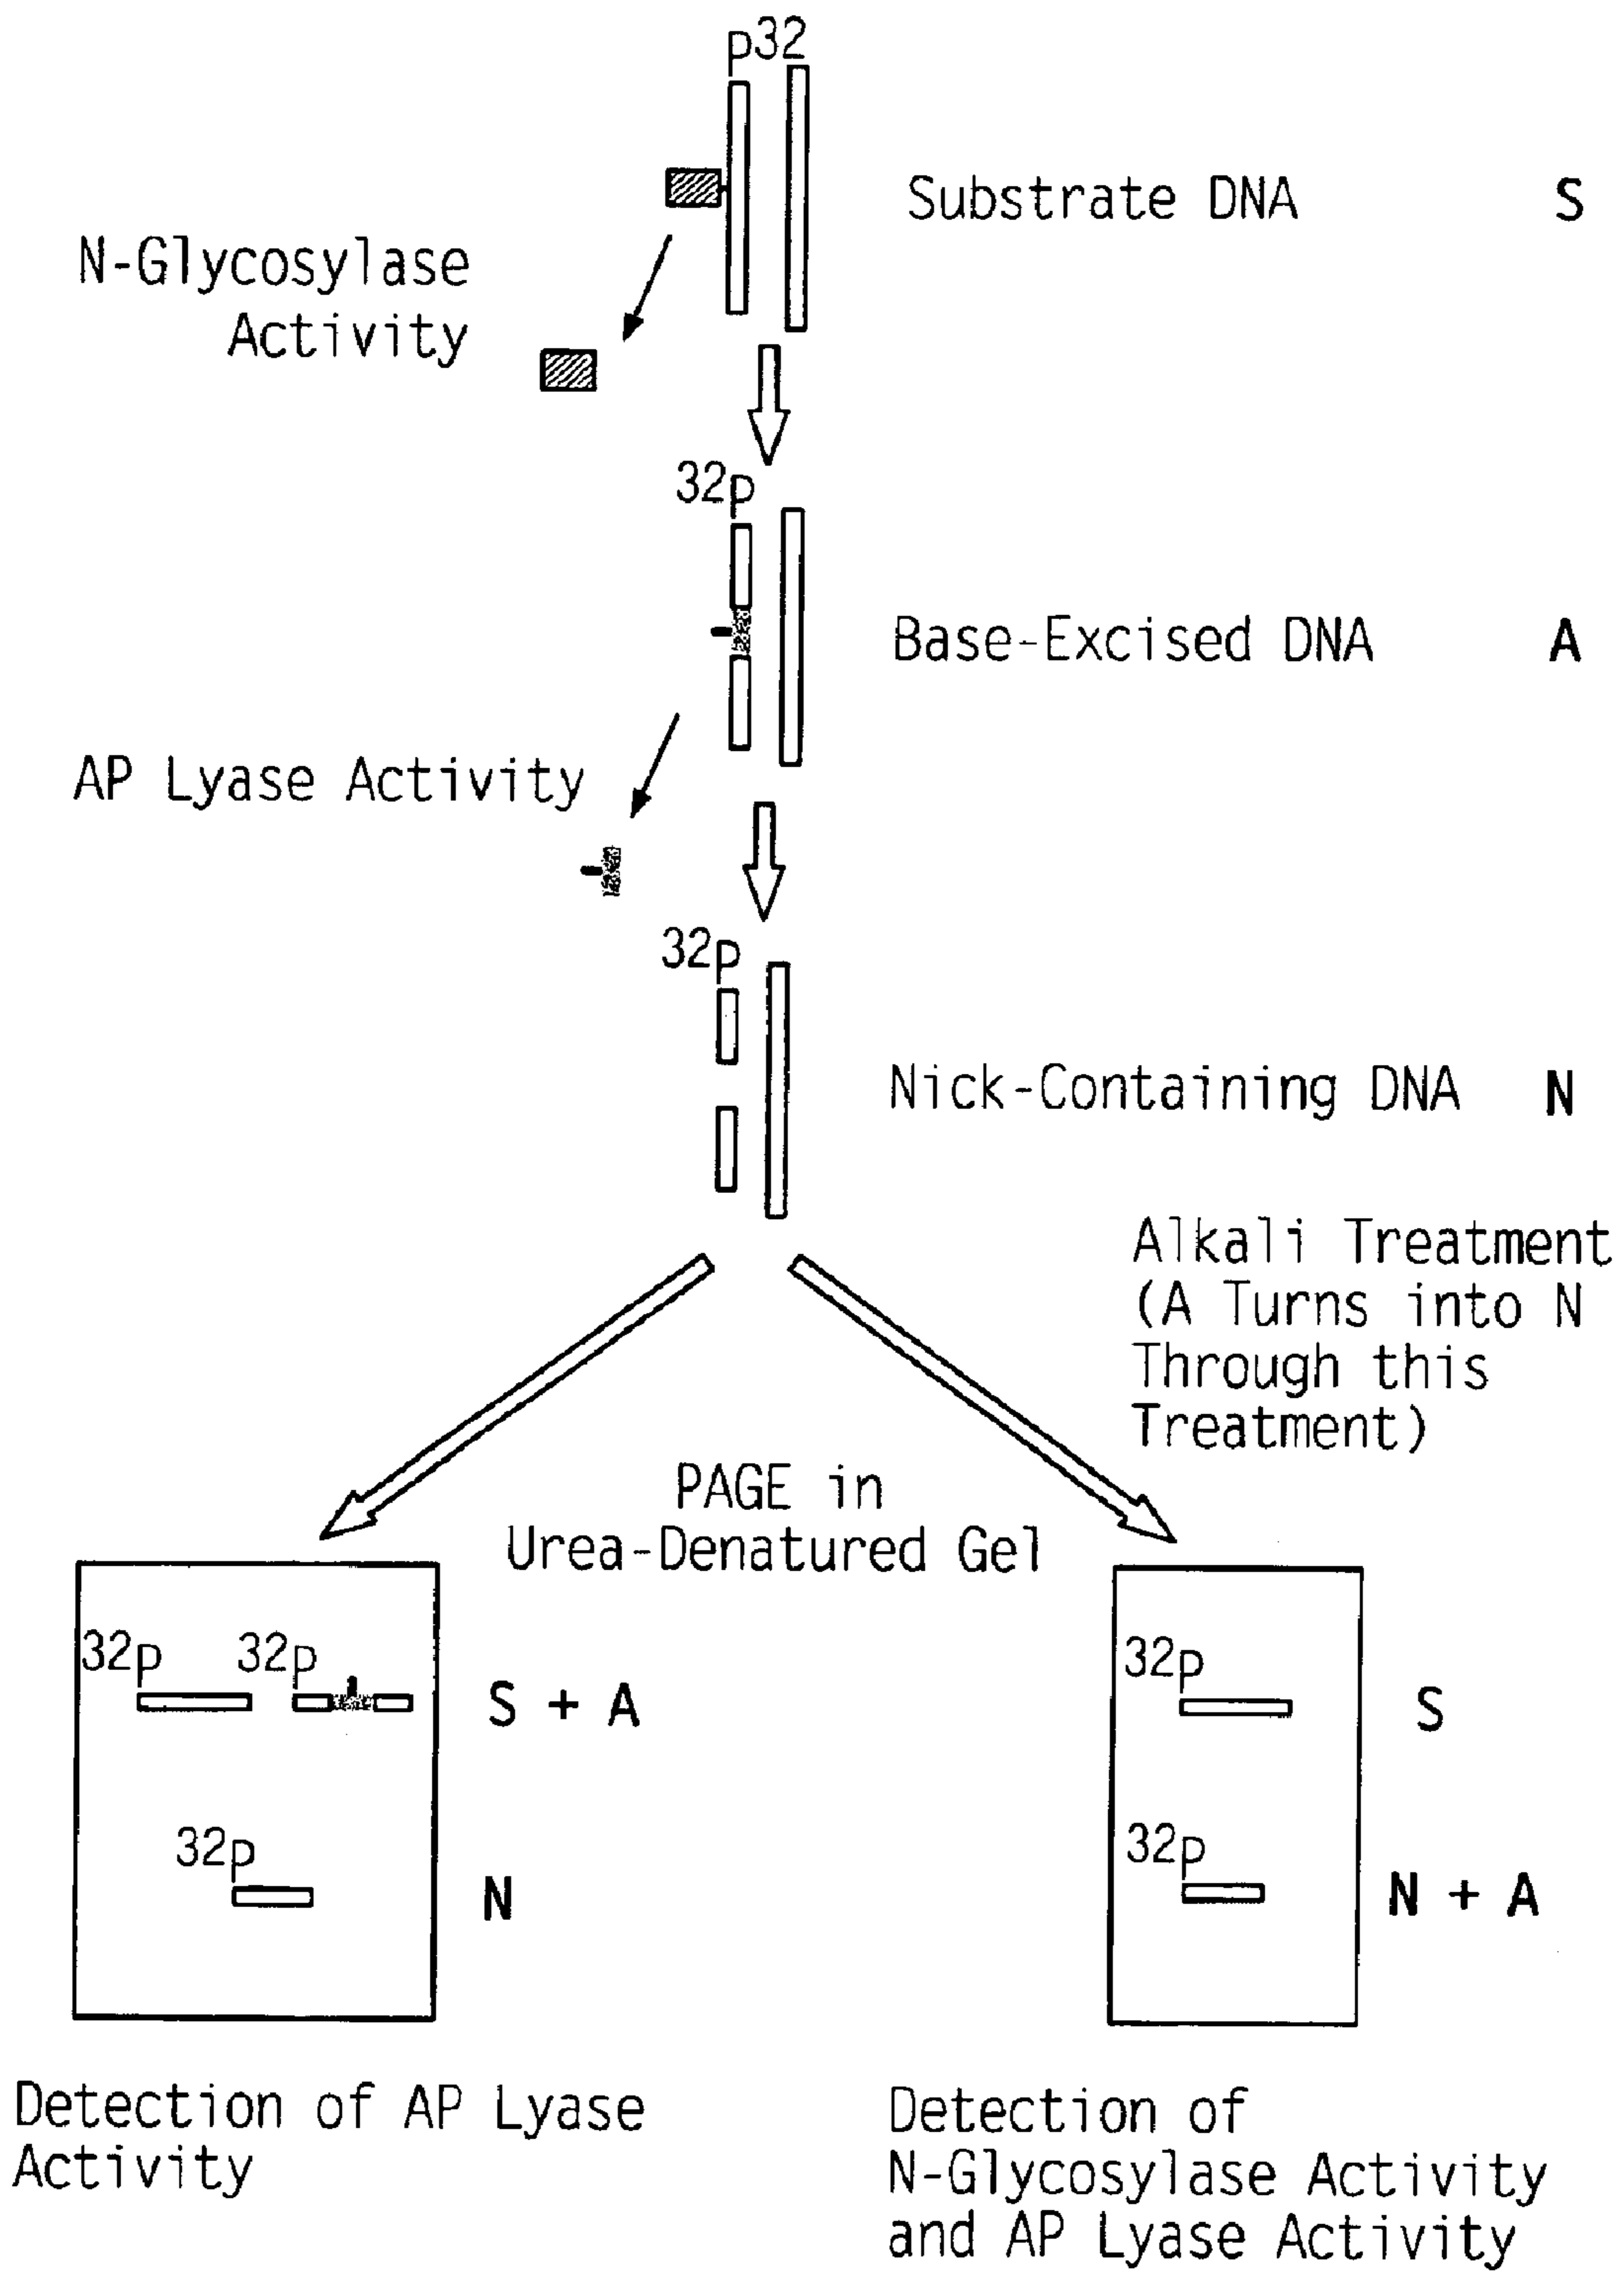 p32
Substrate DNA S
N-Glycosylase
Activity
32p
Base-Excised DNA A
AP Lyase Activity
32p
Nick-Containing DNA N
Alkali Treatment
(A Turns into N
Through this
Treatment)
PAGE in
Urea-Denatured Gel
32p 32p
S + A
32p
N
32p
S
32p
N + A
Detection of AP Lyase
Activity
Detection of
N-Glycosylase Activity
and AP Lyase Activity